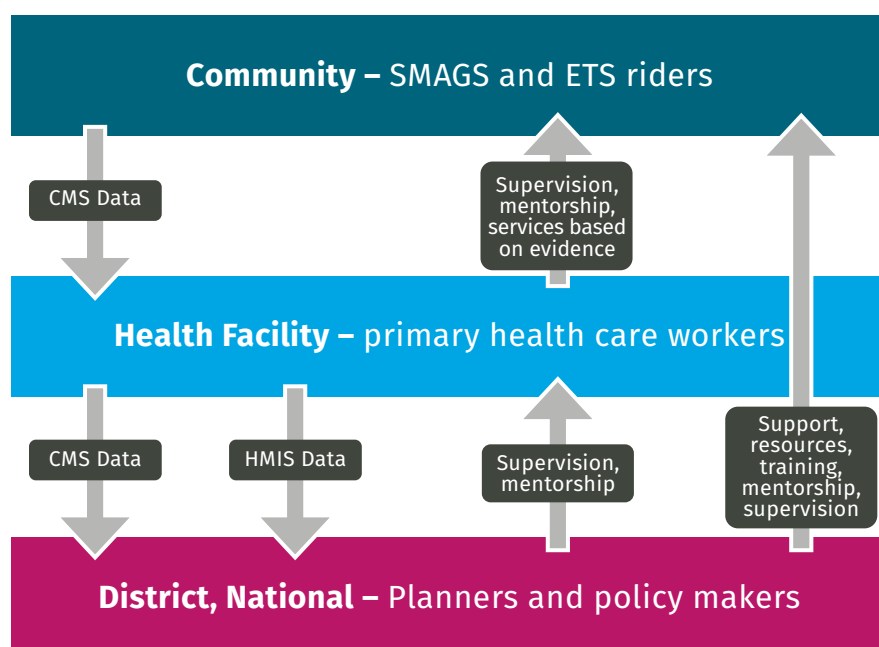 Community – SMAGS and ETS riders
CMS Data
Supervision,
mentorship,
services based
on evidence
Health Facility – primary health care workers
CMS Data
HMIS Data
Supervision,
mentorship
Support,
resources,
training,
mentorship,
supervision
District, National – Planners and policy makers